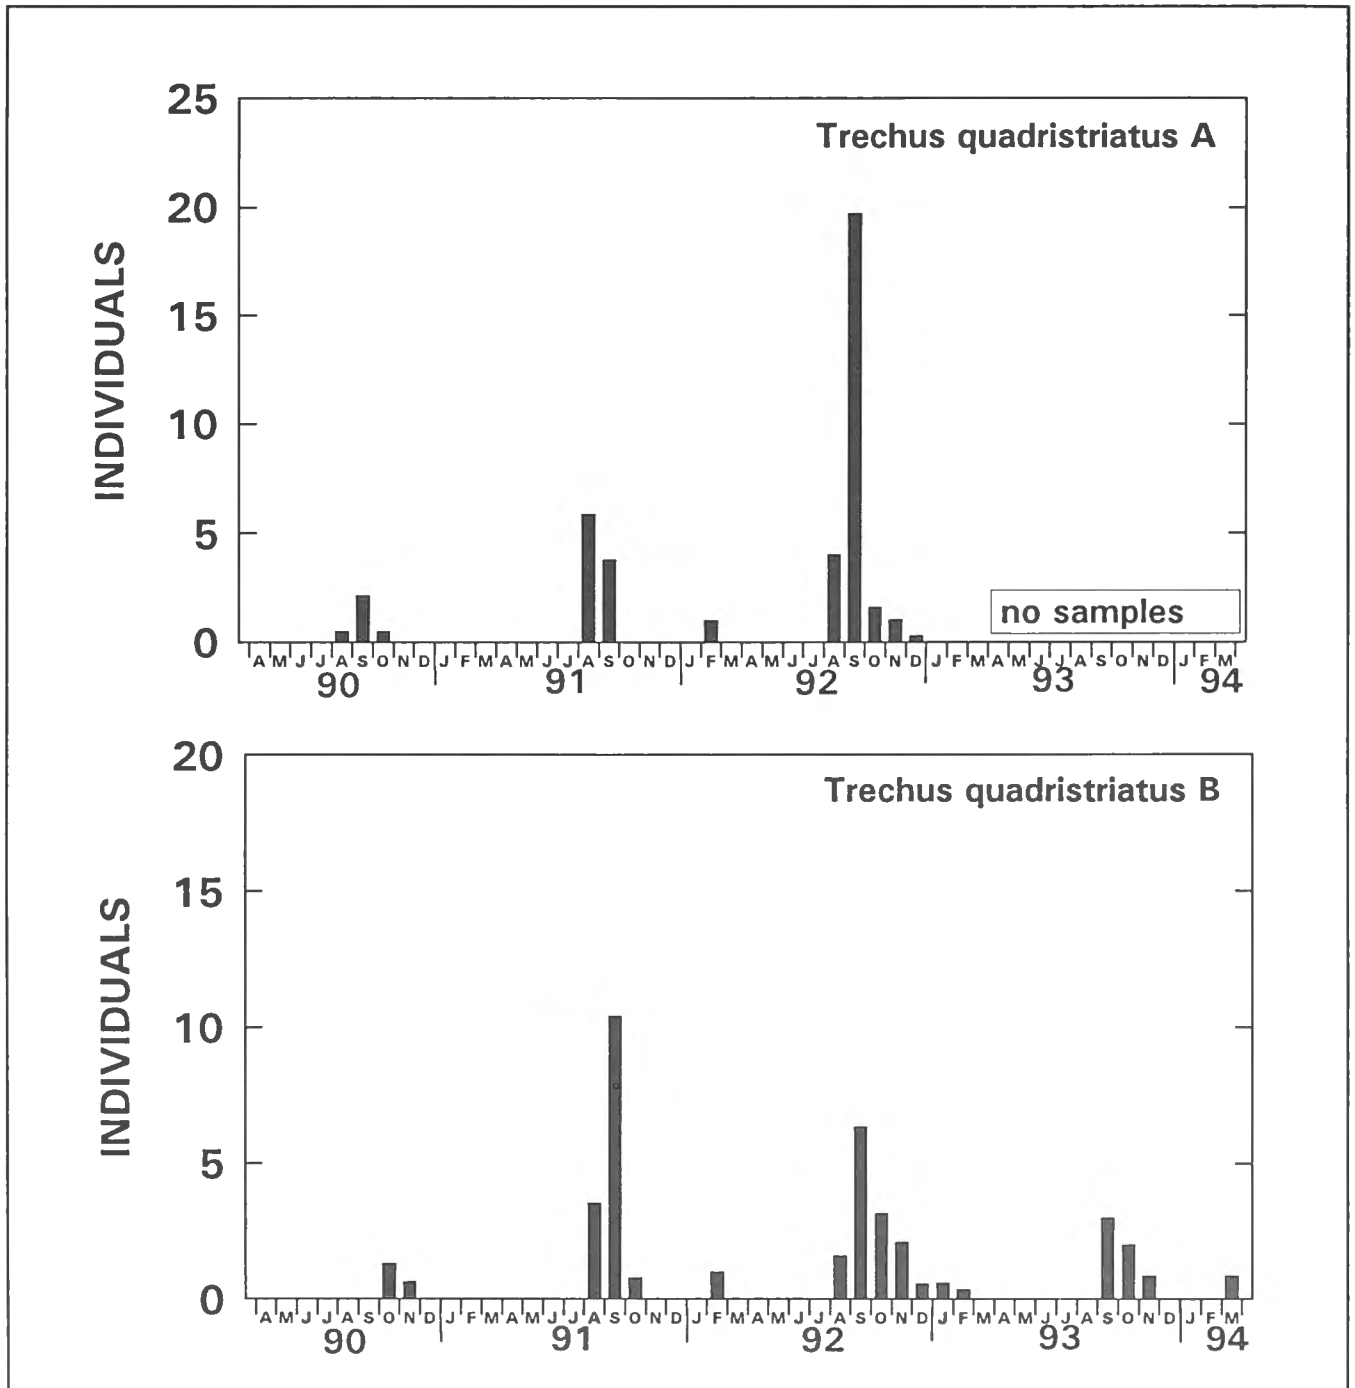 25
Trechus quadristriatus A
20
15
10
5
0
INDIVIDUALS
no samples
A M J J A S O N D J F M A M J J A S O N D J F M A M J J A S O N D J F M A M J J A S O N D J F M
90 91 92 93 94
20
Trechus quadristriatus B
15
10
5
0
INDIVIDUALS
A M J J A S O N D J F M A M J J A S O N D J F M A M J J A S O N D J F M A M J J A S O N D J F M
90 91 92 93 94